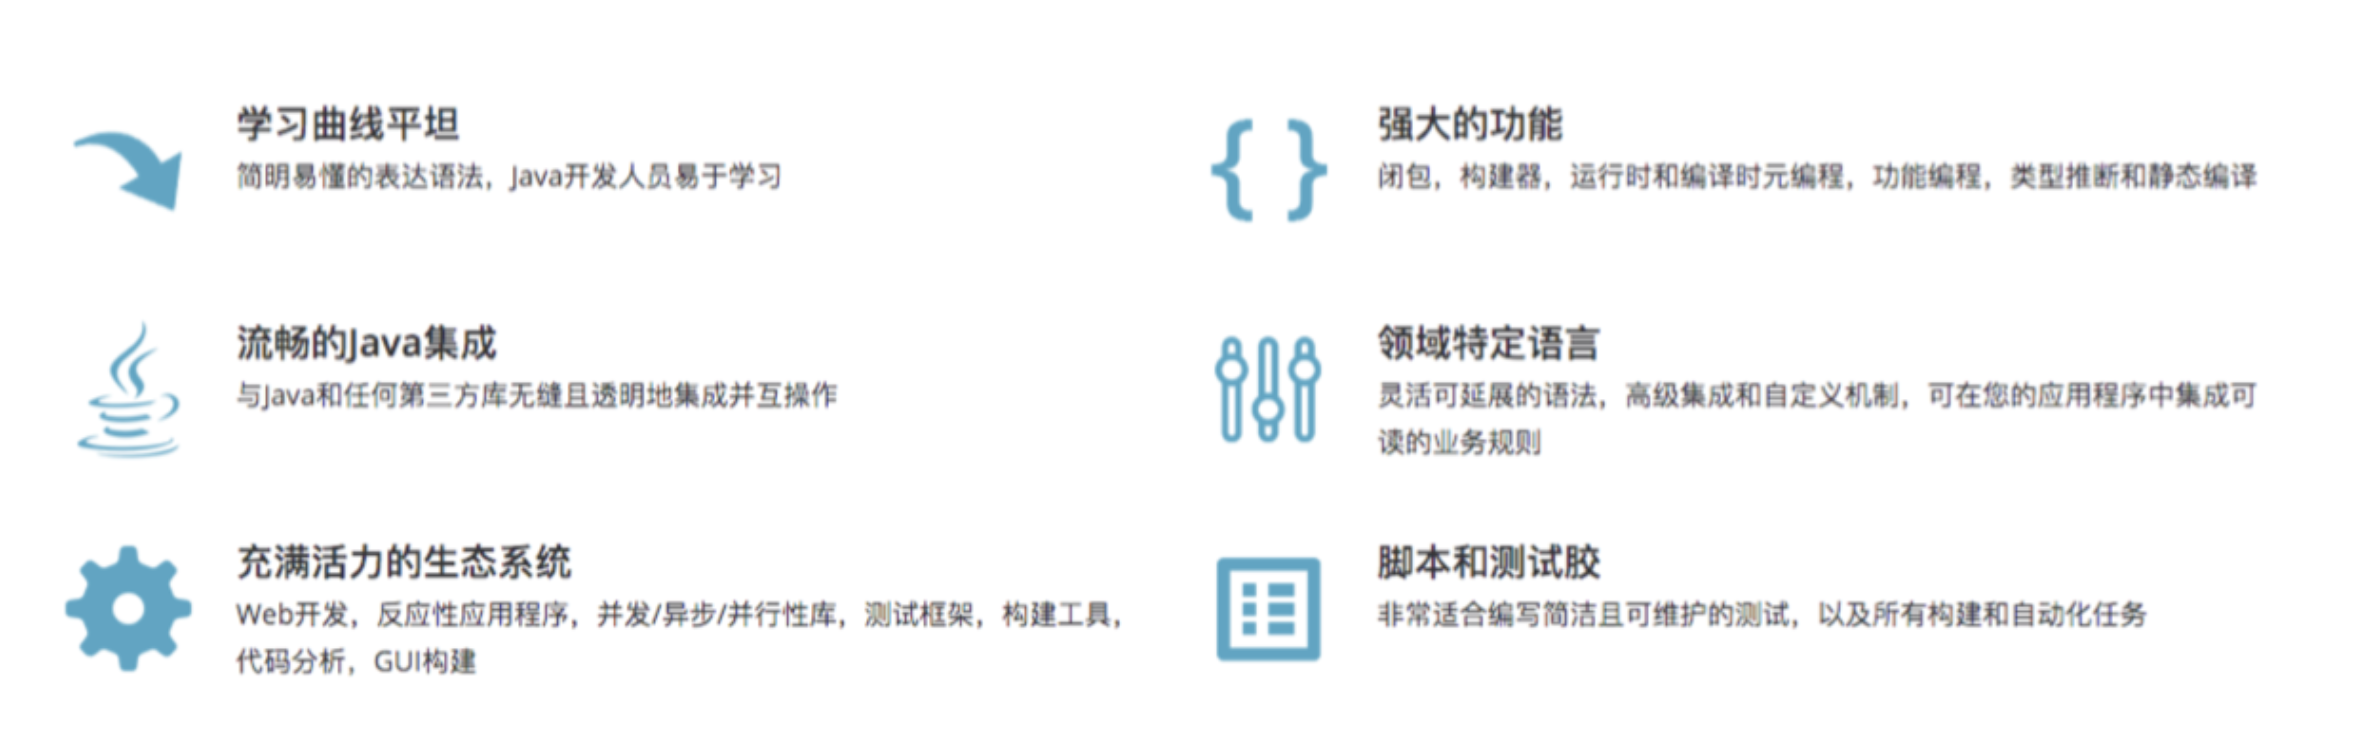 学习曲线平坦
简明易懂的表达语法，Java开发人员易于学习
强大的功能
闭包，构建器，运行时和编译时元编程，功能编程，类型推断和静态编译
流畅的Java集成
与Java和任何第三方库无缝且透明地集成并互操作
领域特定语言
灵活可延展的语法，高级集成和自定义机制，可在您的应用程序中集成可
读的业务规则
充满活力的生态系统
Web开发，反应性应用程序，并发/异步/并行性库，测试框架，构建工具，
代码分析，GUI构建
脚本和测试胶
非常适合编写简洁且可维护的测试，以及所有构建和自动化任务